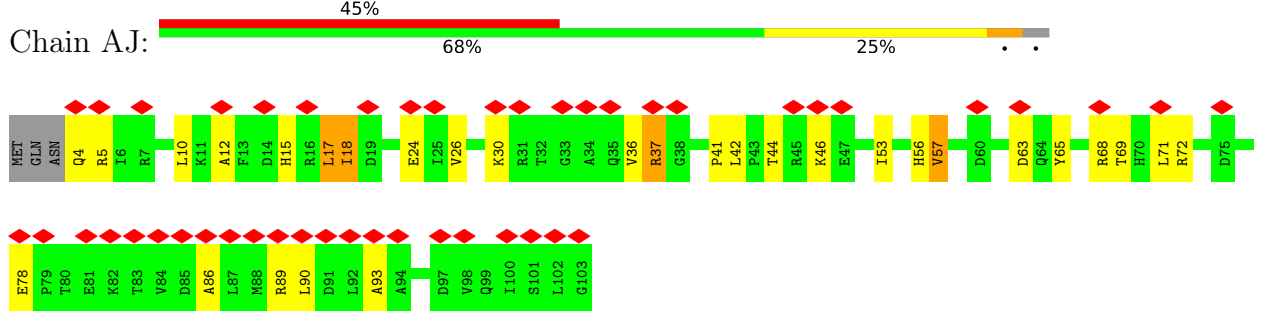 45%
Chain AJ:
68% 25% • •
MET GLN ASN Q4 R5 I6 R7 L10 K11 A12 F13 D14 H15 R16 L17 I18 D19 E24 I25 V26 K30 R31 T32 G33 A34 Q35 V36 R37 G38 P41 L42 P43 T44 R45 K46 E47 I53 H56 V57 D60 D63 Q64 Y65 R68 T69 H70 L71 R72 D75
E78 P79 T80 E81 K82 T83 V84 D85 A86 L87 M88 R89 L90 D91 L92 A93 A94 D97 V98 Q99 I100 S101 L102 G103